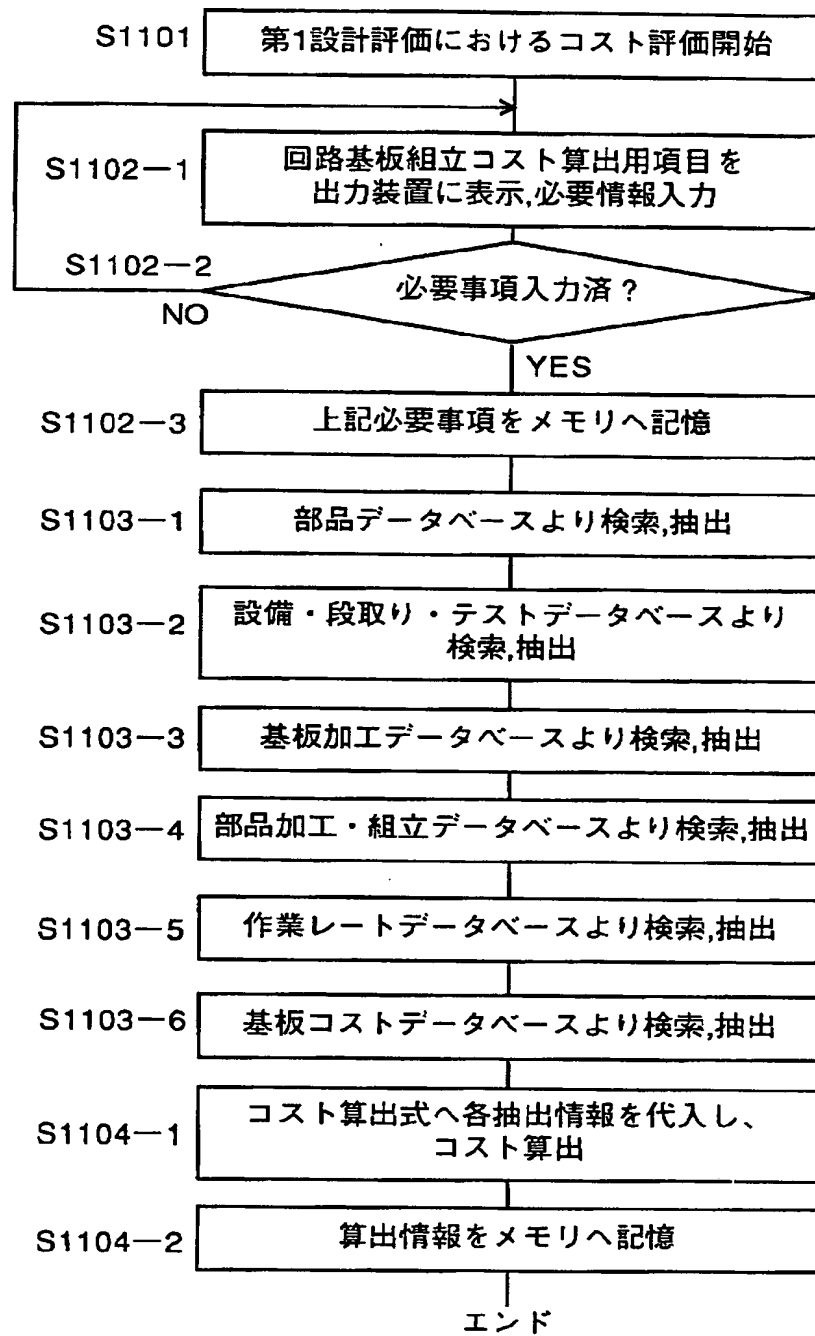 S1101
第1設計評価におけるコスト評価開始
S1102-1
回路基板組立コスト算出用項目を
出力装置に表示,必要情報入力
S1102-2
必要事項入力済?
NO
YES
S1102-3
上記必要事項をメモリへ記憶
S1103-1
部品データベースより検索,抽出
S1103-2
設備・段取り・テストデータベースより
検索,抽出
S1103-3
基板加工データベースより検索,抽出
S1103-4
部品加工・組立データベースより検索,抽出
S1103-5
作業レートデータベースより検索,抽出
S1103-6
基板コストデータベースより検索,抽出
S1104-1
コスト算出式へ各抽出情報を代入し、
コスト算出
S1104-2
算出情報をメモリへ記憶
エンド